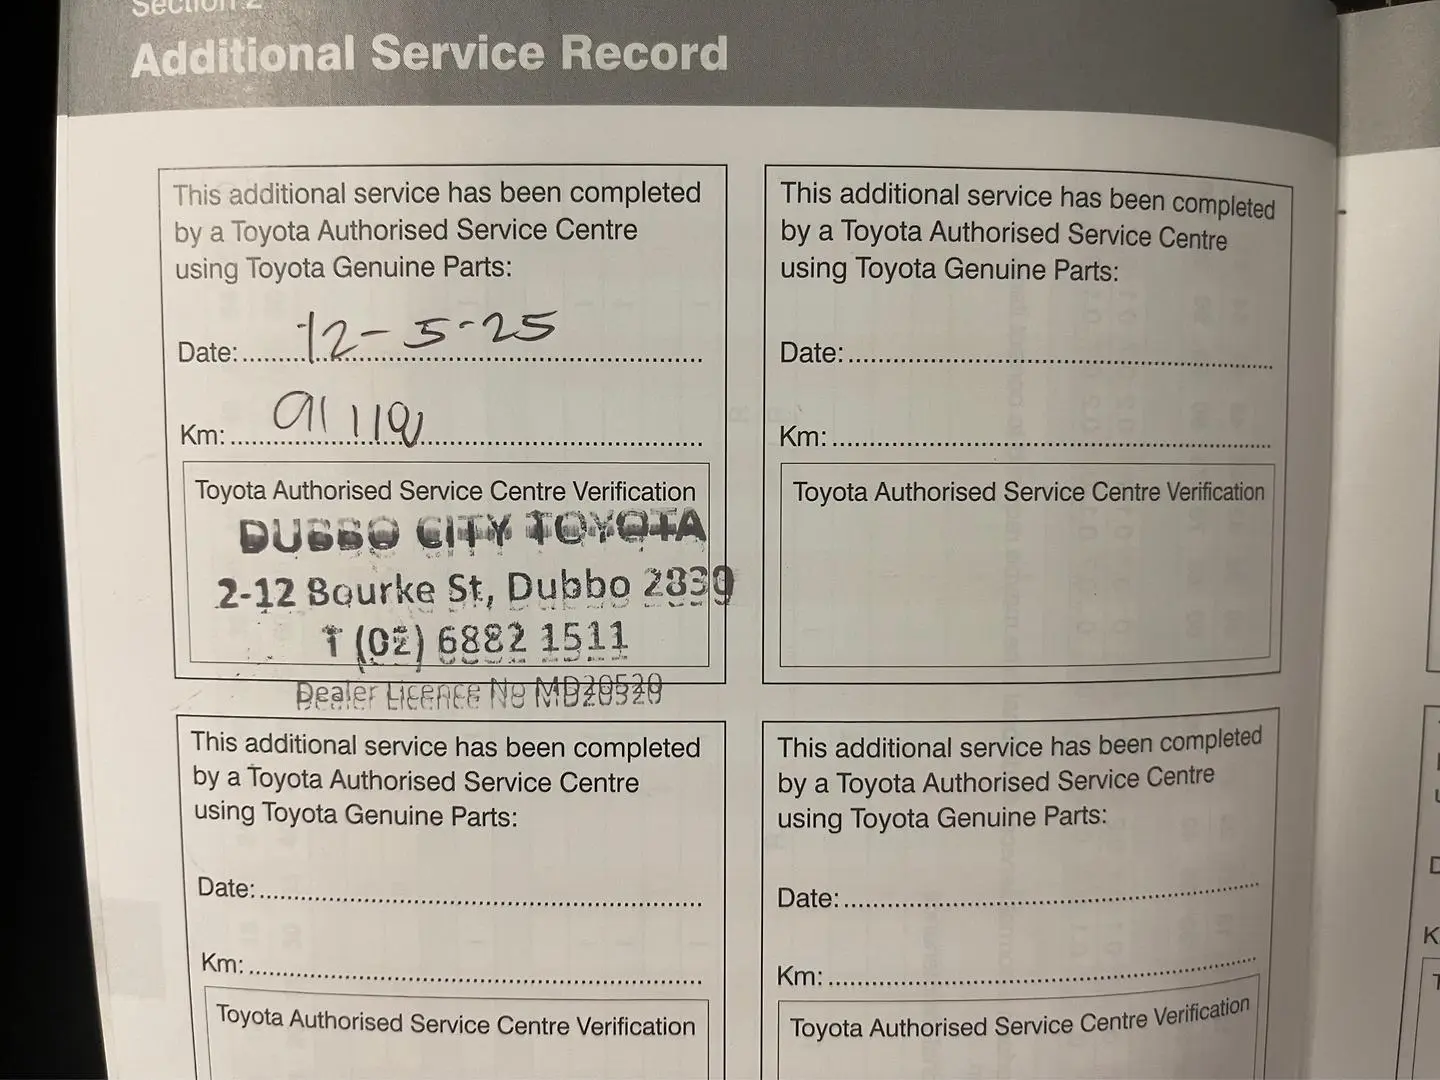 Section 2
Additional Service Record
This additional service has been completed
by a Toyota Authorised Service Centre
using Toyota Genuine Parts:
Date: 12-5-25
Km:
Toyota Authorised Service Centre Verification
DUBBO CITY TOYOTA
2-12 Bourke St, Dubbo 2830
T (02) 6882 1511
Dealer Licence No MD20520
This additional service has been completed
by a Toyota Authorised Service Centre
using Toyota Genuine Parts:
Date:
Km:
Toyota Authorised Service Centre Verification
This additional service has been completed
by a Toyota Authorised Service Centre
using Toyota Genuine Parts:
Date:
Km:
Toyota Authorised Service Centre Verification
This additional service has been completed
by a Toyota Authorised Service Centre
using Toyota Genuine Parts:
Date:
Km:
Toyota Authorised Service Centre Verification